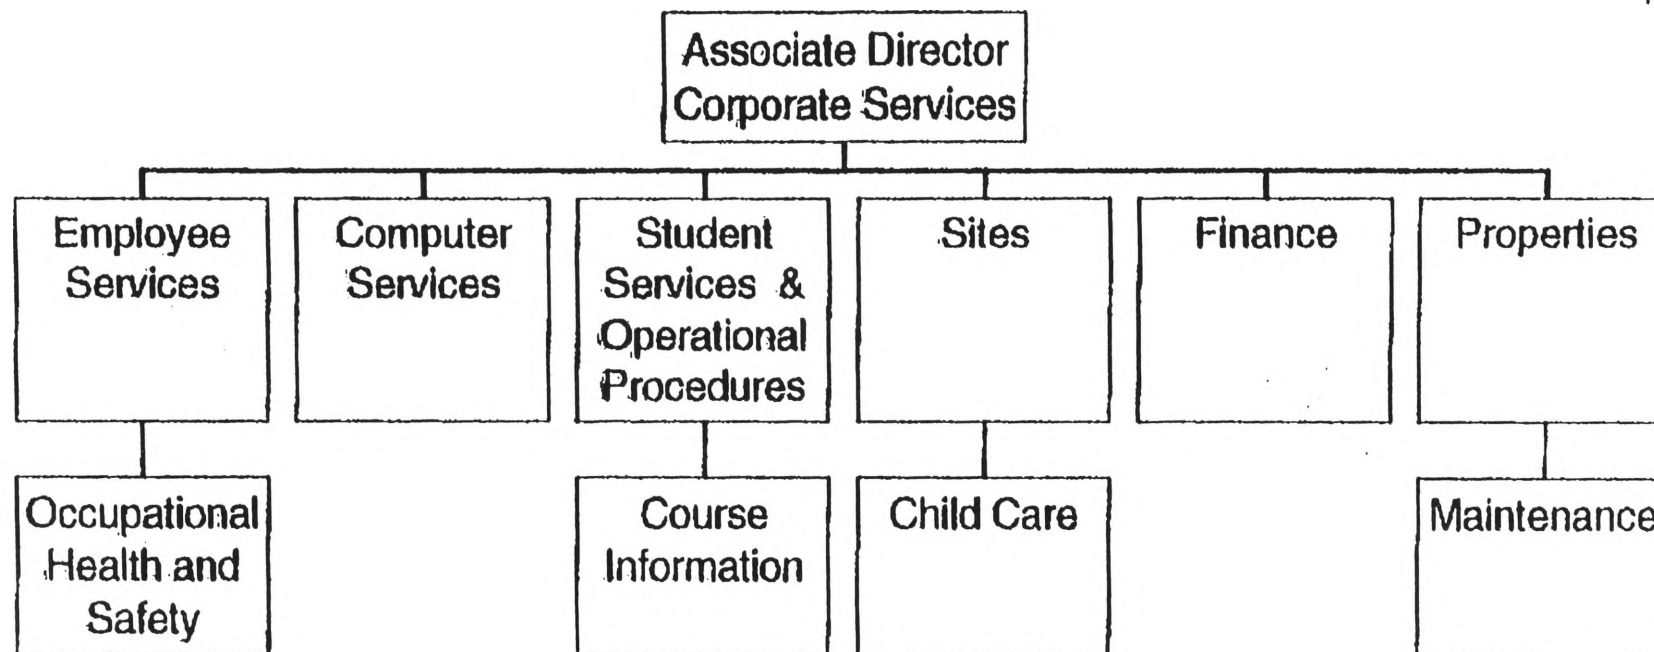 Associate Director
Corporate Services
Employee
Services
Computer
Services
Student
Services &
Operational
Procedures
Sites
Finance
Properties
Occupational
Health and
Safety
Course
Information
Child Care
Maintenance